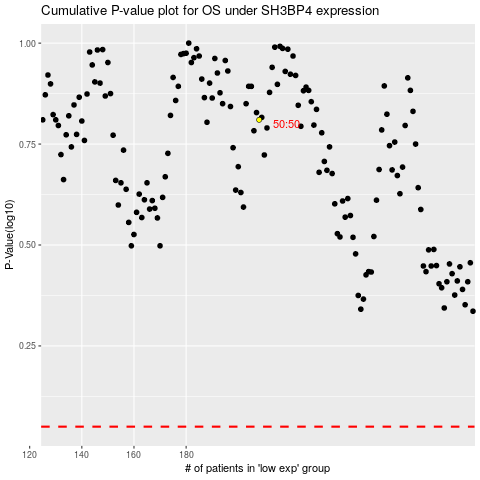 Cumulative P-value plot for OS under SH3BP4 expression
P-Value(log10)
1.00
0.75
0.50
0.25
50:50
120 140 160 180
# of patients in 'low exp' group